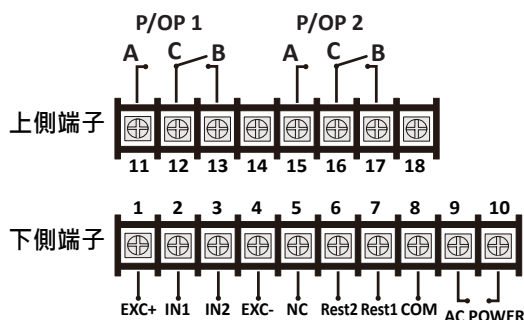 P/OP 1 P/OP 2
A C B A C B
上側端子
11 12 13 14 15 16 17 18
1 2 3 4 5 6 7 8 9 10
下側端子
EXC+ IN1 IN2 EXC- NC Rest2 Rest1 COM AC POWER